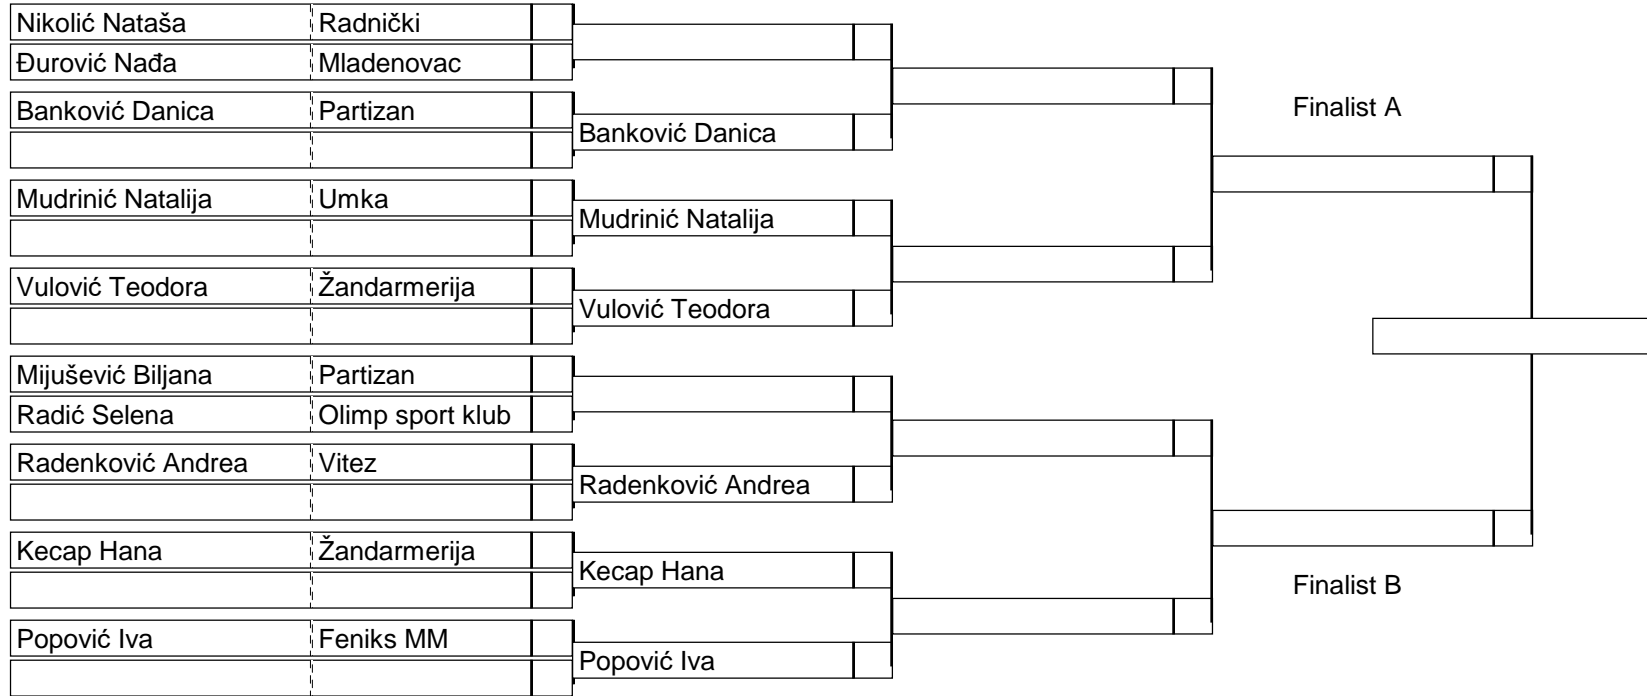 Nikolić Nataša Radnički
Đurović Nađa Mladenovac
Banković Danica Partizan
Banković Danica
Mudrinić Natalija Umka
Mudrinić Natalija
Vulović Teodora Žandarmerija
Vulović Teodora
Mijušević Biljana Partizan
Radić Selena Olimp sport klub
Radenković Andrea Vitez
Radenković Andrea
Kecap Hana Žandarmerija
Kecap Hana
Popović Iva Feniks MM
Popović Iva
Finalist A
Finalist B